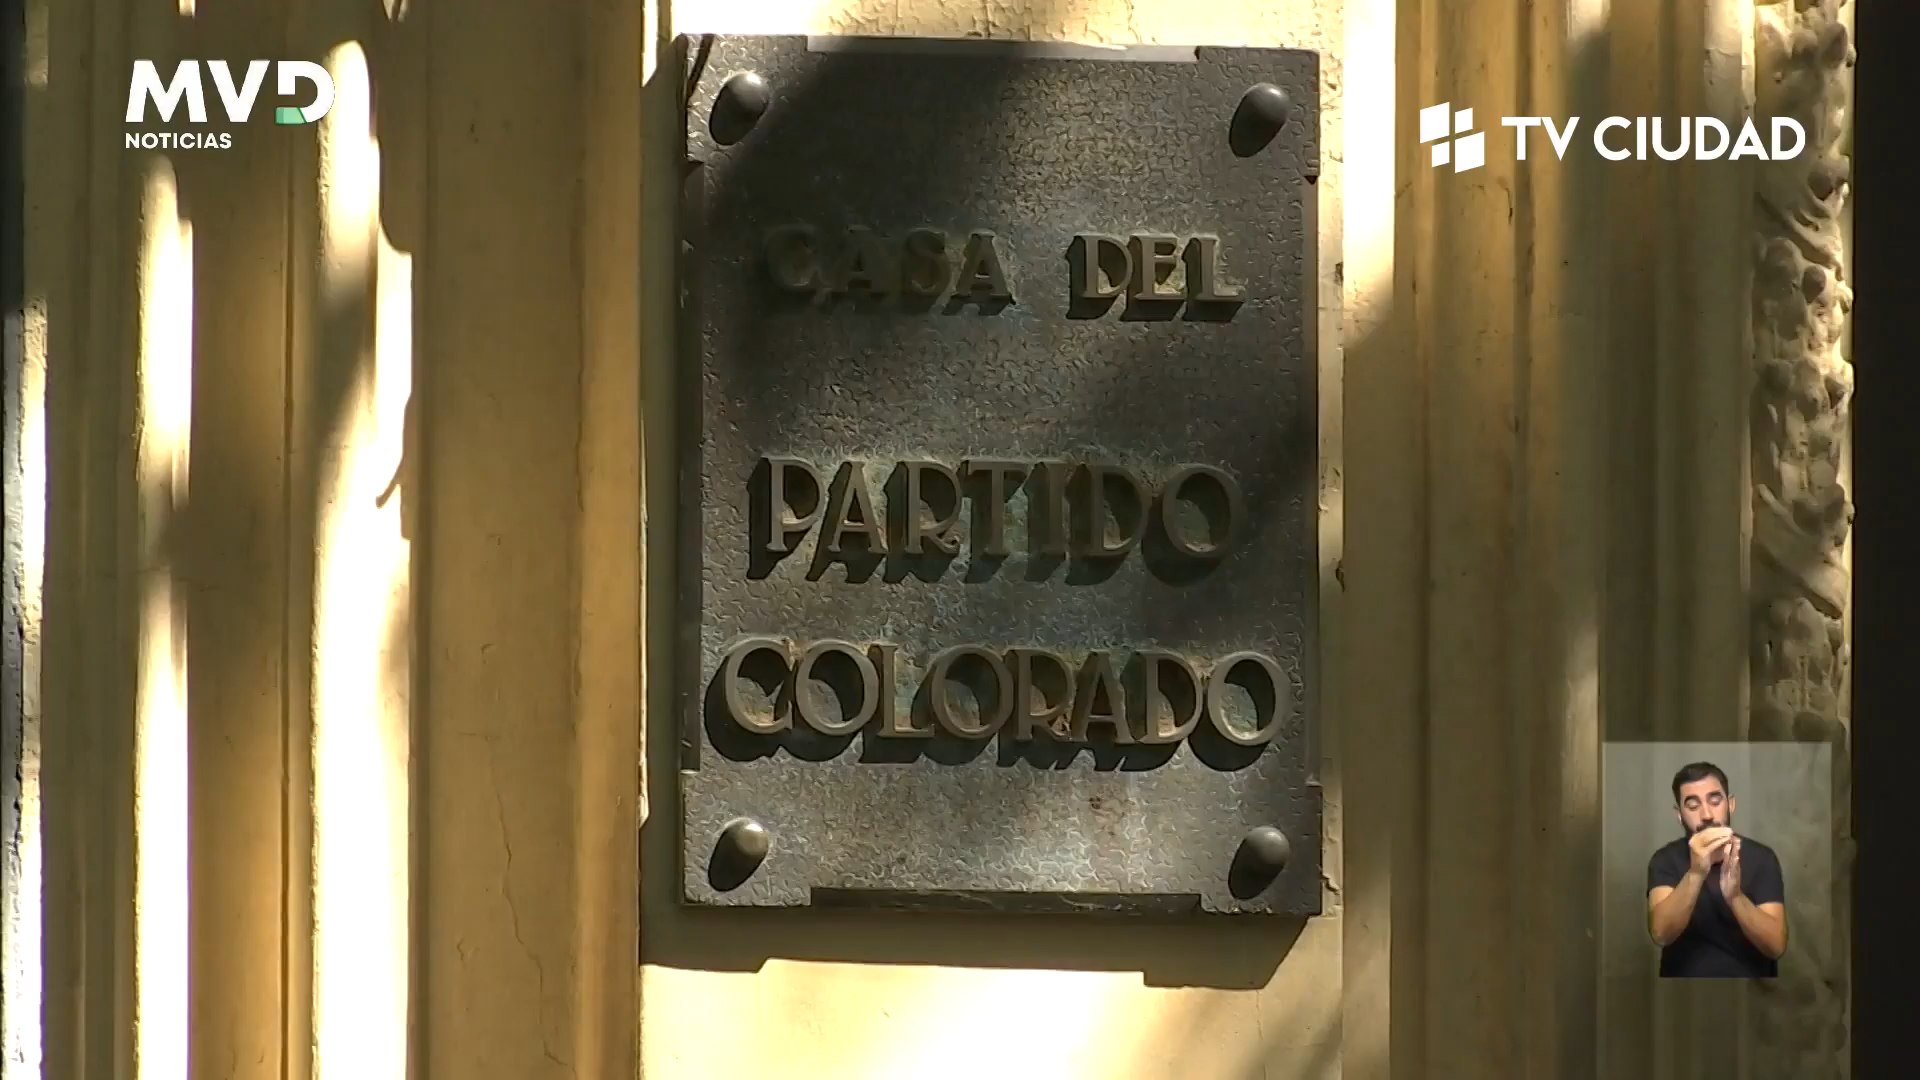 MVD
NOTICIAS
TV CIUDAD
CASA DEL
PARTIDO
COLORADO